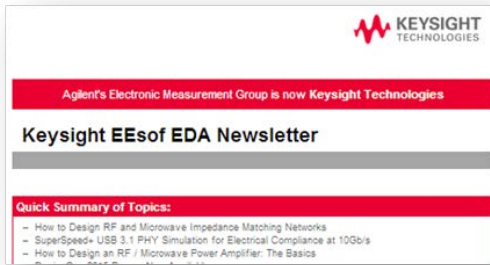 KEYSIGHT
TECHNOLOGIES
Agilent's Electronic Measurement Group is now Keysight Technologies
Keysight EEsof EDA Newsletter
Quick Summary of Topics:
– How to Design RF and Microwave Impedance Matching Networks
– SuperSpeed+ USB 3.1 PHY Simulation for Electrical Compliance at 10Gb/s
– How to Design an RF / Microwave Power Amplifier: The Basics